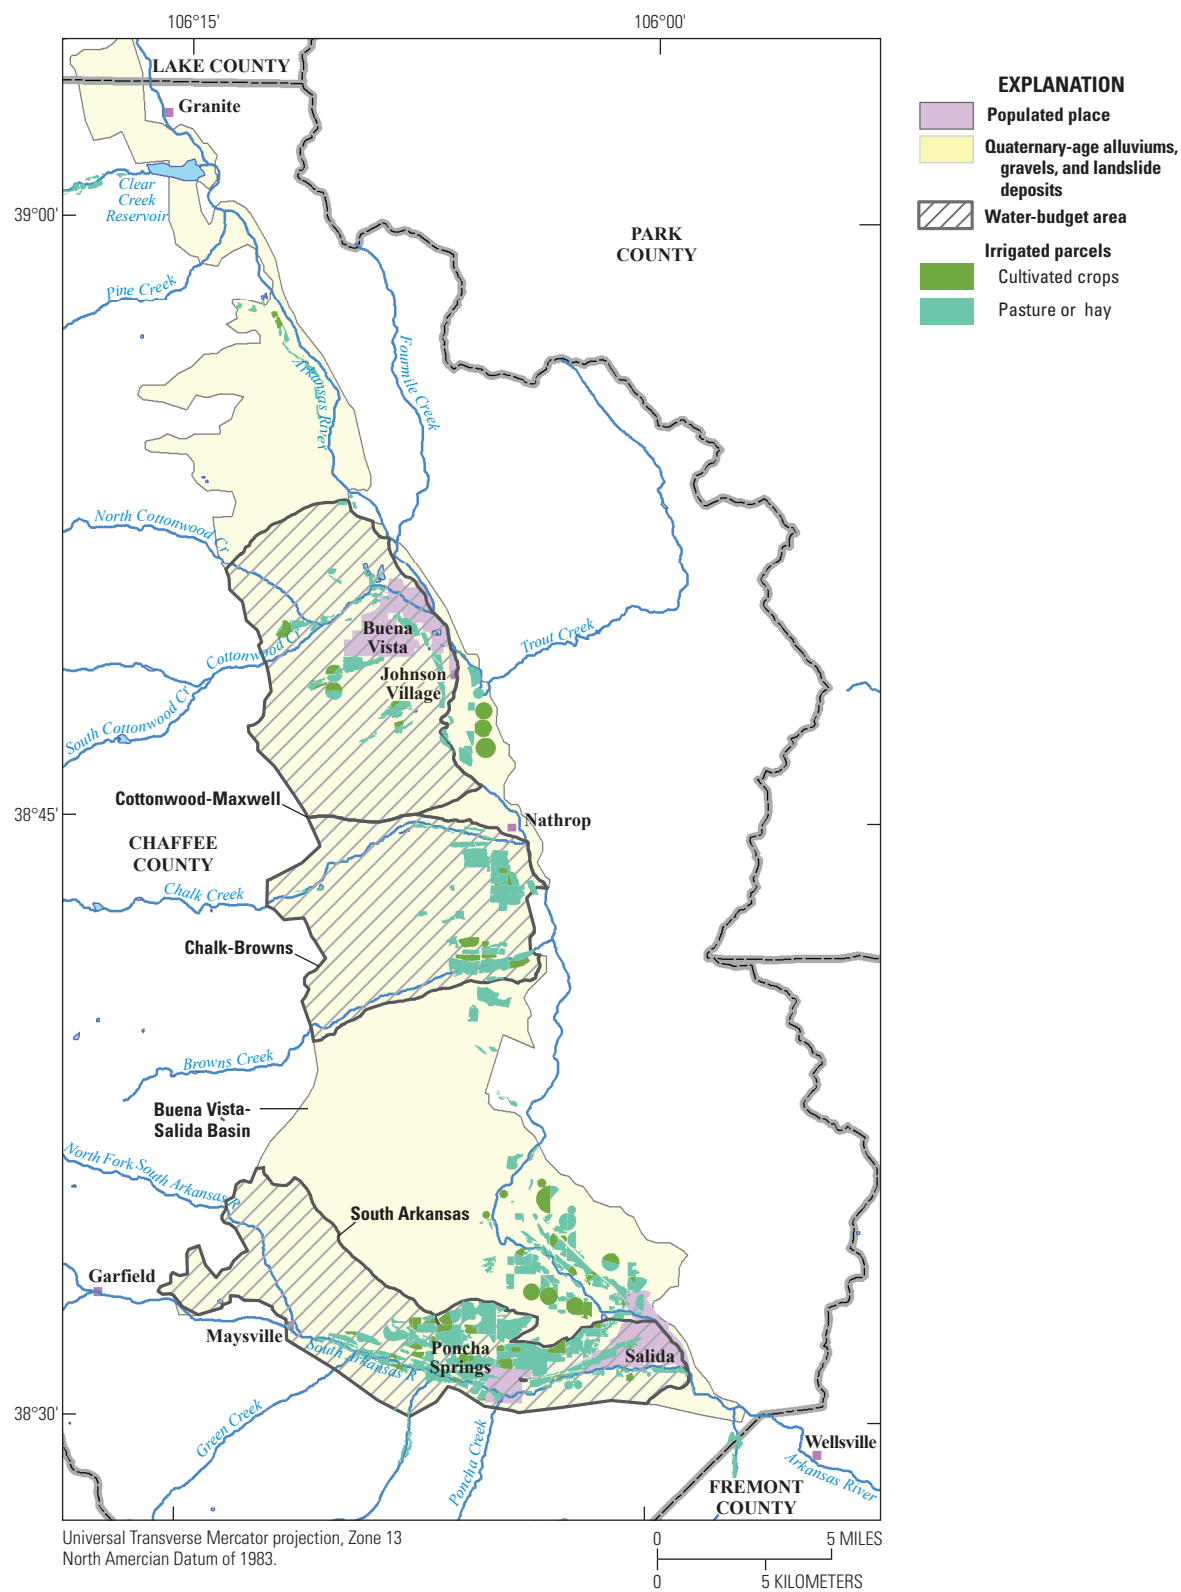 106°15'
106°00'
LAKE COUNTY
Granite
Clear
Creek
Reservoir
39°00'
PARK
COUNTY
Pine Creek
Fourmile Creek
Arkansas River
North Cottonwood Cr
Buena
Vista
Trout Creek
Cottonwood Cr
Johnson
Village
South Cottonwood Cr
Cottonwood-Maxwell
38°45'
Nathrop
CHAFFEE
COUNTY
Chalk Creek
Chalk-Browns
Browns Creek
Buena Vista-
Salida Basin
North Fork South Arkansas R
South Arkansas
Garfield
Maysville
South Arkansas R
Poncha
Springs
Salida
38°30'
Green Creek
Poncha Creek
Wellsville
Arkansas River
FREMONT
COUNTY
EXPLANATION
Populated place
Quaternary-age alluviums,
gravels, and landslide
deposits
Water-budget area
Irrigated parcels
Cultivated crops
Pasture or hay
Universal Transverse Mercator projection, Zone 13
North Amercian Datum of 1983.
0 5 MILES
0 5 KILOMETERS